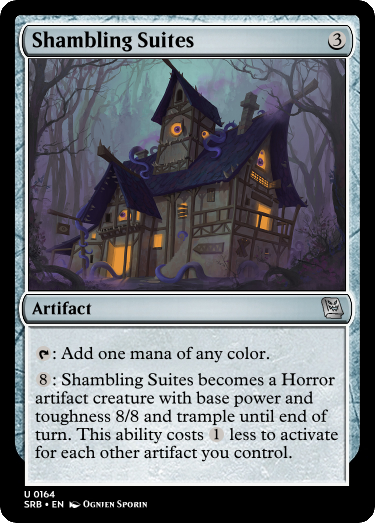 Shambling Suites 3
Artifact
: Add one mana of any color.
8: Shambling Suites becomes a Horror
artifact creature with base power and
toughness 8/8 and trample until end of
turn. This ability costs 1 less to activate
for each other artifact you control.
U 0164
SRB • EN Ognjen Sporin